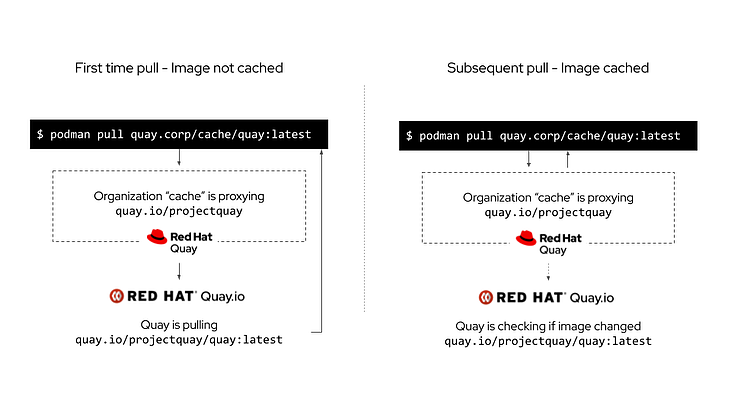 First time pull - Image not cached
$ podman pull quay.corp/cache/quay:latest
Organization “cache” is proxying
quay.io/projectquay
Red Hat
Quay
RED HAT® Quay.io
Quay is pulling
quay.io/projectquay/quay:latest
Subsequent pull - Image cached
$ podman pull quay.corp/cache/quay:latest
Organization “cache” is proxying
quay.io/projectquay
Red Hat
Quay
RED HAT® Quay.io
Quay is checking if image changed
quay.io/projectquay/quay:latest